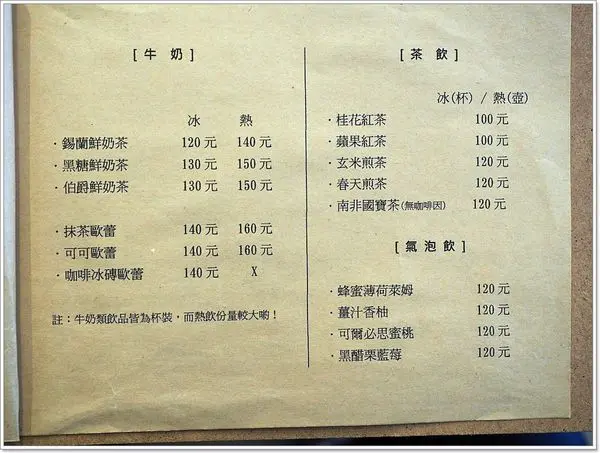 [ 牛 奶 ]
冰 熱
·錫蘭鮮奶茶 120 元 140 元
·黑糖鮮奶茶 130 元 150 元
·伯爵鮮奶茶 130 元 150 元
·抹茶歐蕾 140 元 160 元
·可可歐蕾 140 元 160 元
·咖啡冰磚歐蕾 140 元 X
註：牛奶類飲品皆為杯裝，而熱飲份量較大喲！
[ 茶 飲 ]
冰(杯) / 熱(壺)
·桂花紅茶 100 元
·蘋果紅茶 100 元
·玄米煎茶 120 元
·春天煎茶 120 元
·南非國寶茶(無咖啡因) 120 元
[ 氣 泡 飲 ]
·蜂蜜薄荷萊姆 120 元
·薑汁香柚 120 元
·可爾必思蜜桃 120 元
·黑醋栗藍莓 120 元